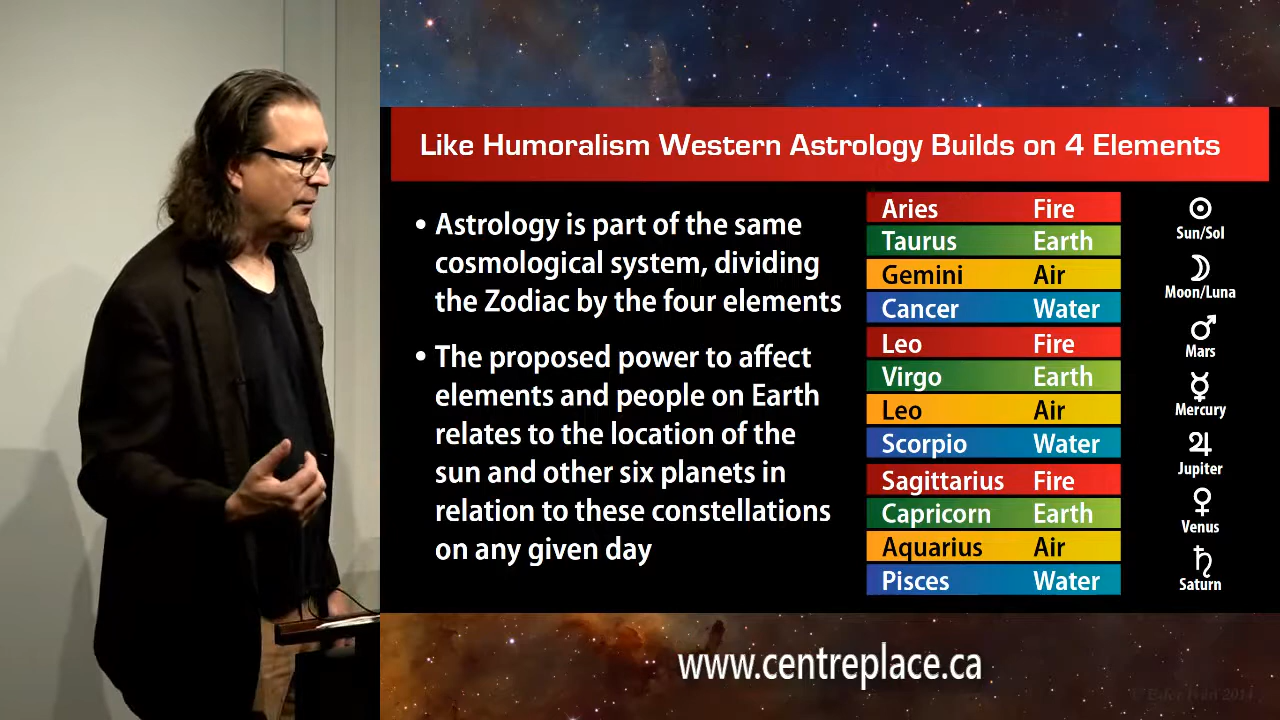 Like Humoralism Western Astrology Builds on 4 Elements
• Astrology is part of the same
cosmological system, dividing
the Zodiac by the four elements
• The proposed power to affect
elements and people on Earth
relates to the location of the
sun and other six planets in
relation to these constellations
on any given day
Aries Fire
Taurus Earth
Gemini Air
Cancer Water
Leo Fire
Virgo Earth
Leo Air
Scorpio Water
Sagittarius Fire
Capricorn Earth
Aquarius Air
Pisces Water
☉
Sun/Sol
☽
Moon/Luna
♂
Mars
☿
Mercury
♃
Jupiter
♀
Venus
♄
Saturn
www.centreplace.ca